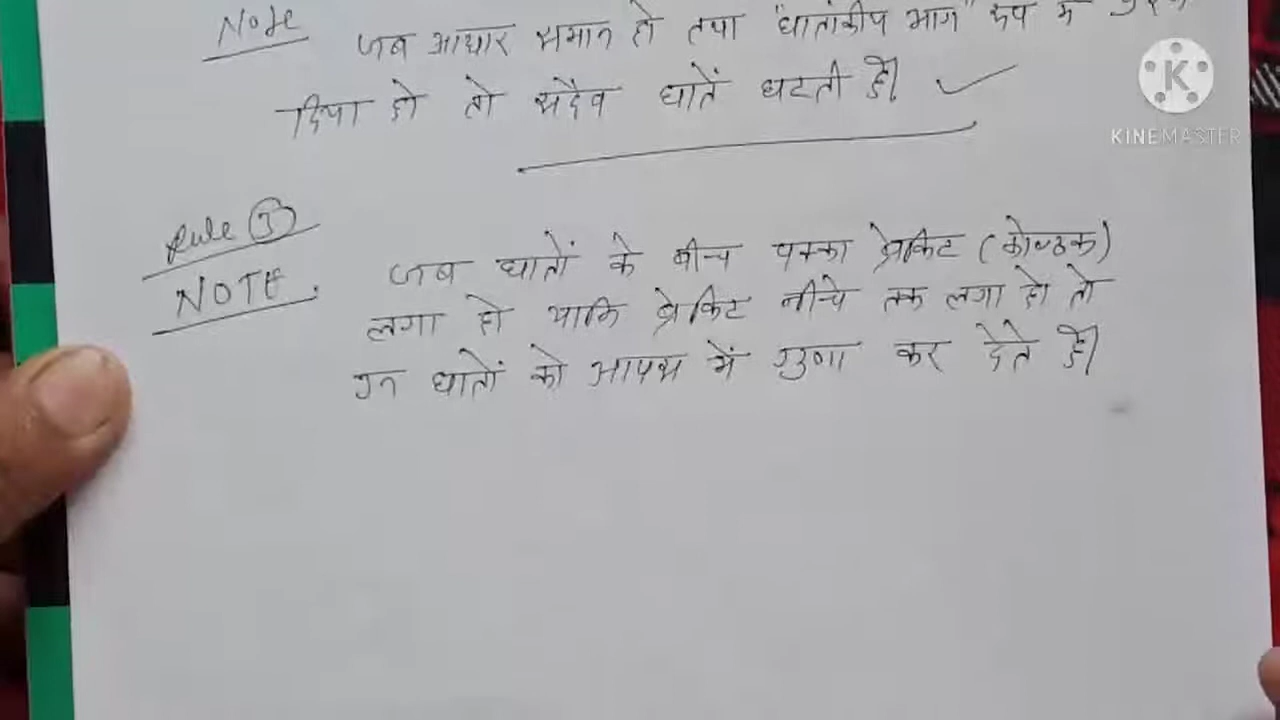 Note
जब आधार समान हो तथा "घातांकीय भाग" रूप में
दिया हो तो सदैव घातें घटती है।
KINEMASTER
Rule ③
NOTE
जब घातों के बीच पक्का ब्रेकिट (कोष्ठक)
लगा हो यानि ब्रेकिट नीचे तक लगा हो तो
उन घातों को आपस में गुणा कर देते है।